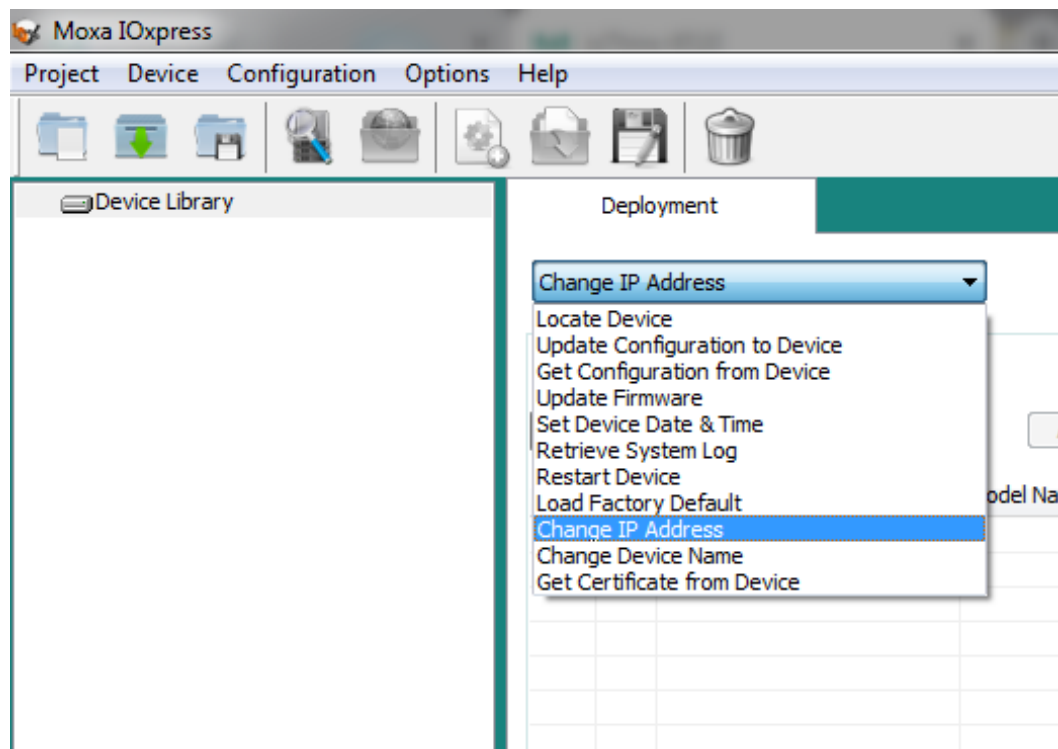 Moxa IOxpress
Project Device Configuration Options Help
Device Library
Deployment
Change IP Address
Locate Device
Update Configuration to Device
Get Configuration from Device
Update Firmware
Set Device Date & Time
Retrieve System Log
Restart Device
Load Factory Default
Change IP Address
Change Device Name
Get Certificate from Device
odel Na